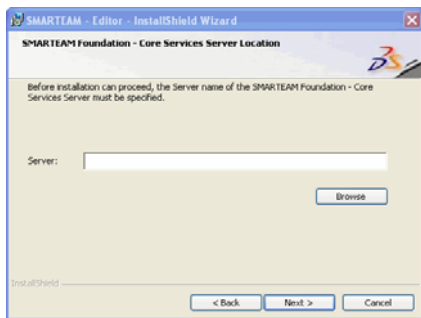 SMARTEAM - Editor - InstallShield Wizard
SMARTEAM Foundation - Core Services Server Location
Before installation can proceed, the Server name of the SMARTEAM Foundation - Core
Services Server must be specified.
Server:
Browse
InstallShield
< Back Next > Cancel